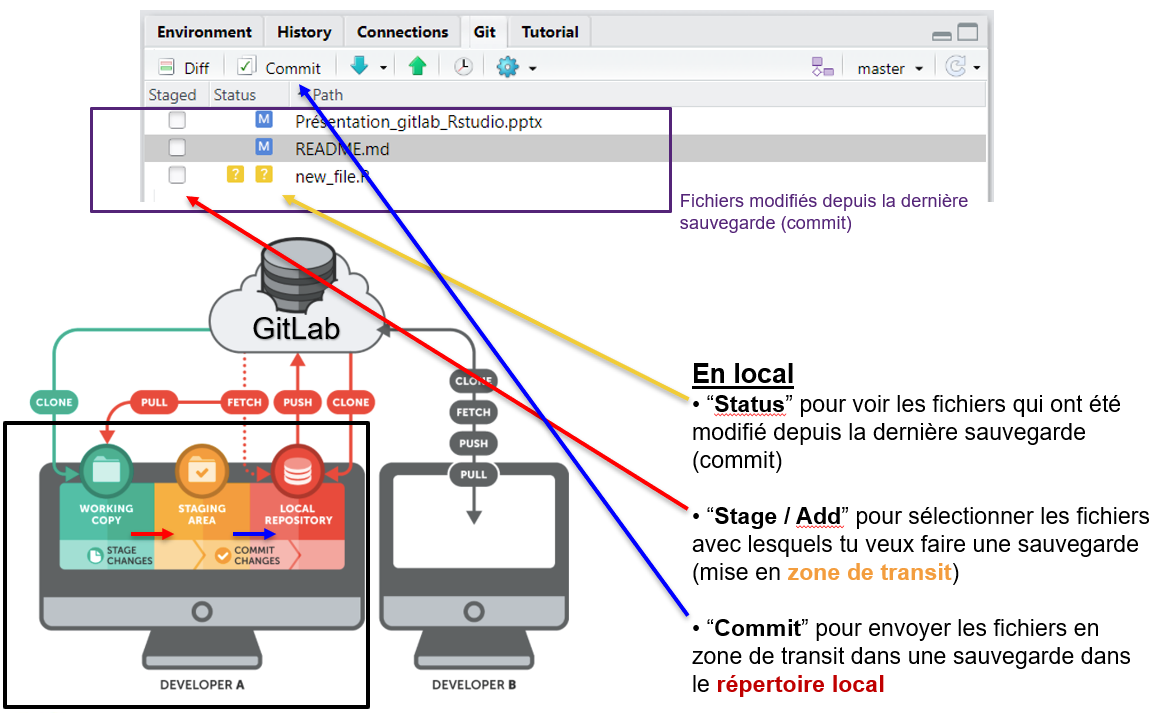 Environment History Connections Git Tutorial
Diff Commit master
Staged Status Path
M Présentation_gitlab_Rstudio.pptx
M README.md
? ? new_file.R
Fichiers modifiés depuis la dernière
sauvegarde (commit)
GitLab
CLONE
PULL
FETCH
PUSH
CLONE
CLONE
FETCH
PUSH
PULL
WORKING
COPY
STAGING
AREA
LOCAL
REPOSITORY
STAGE
CHANGES
COMMIT
CHANGES
DEVELOPER A
DEVELOPER B
En local
• “Status” pour voir les fichiers qui ont été
modifié depuis la dernière sauvegarde
(commit)
• “Stage / Add” pour sélectionner les fichiers
avec lesquels tu veux faire une sauvegarde
(mise en zone de transit)
• “Commit” pour envoyer les fichiers en
zone de transit dans une sauvegarde dans
le répertoire local